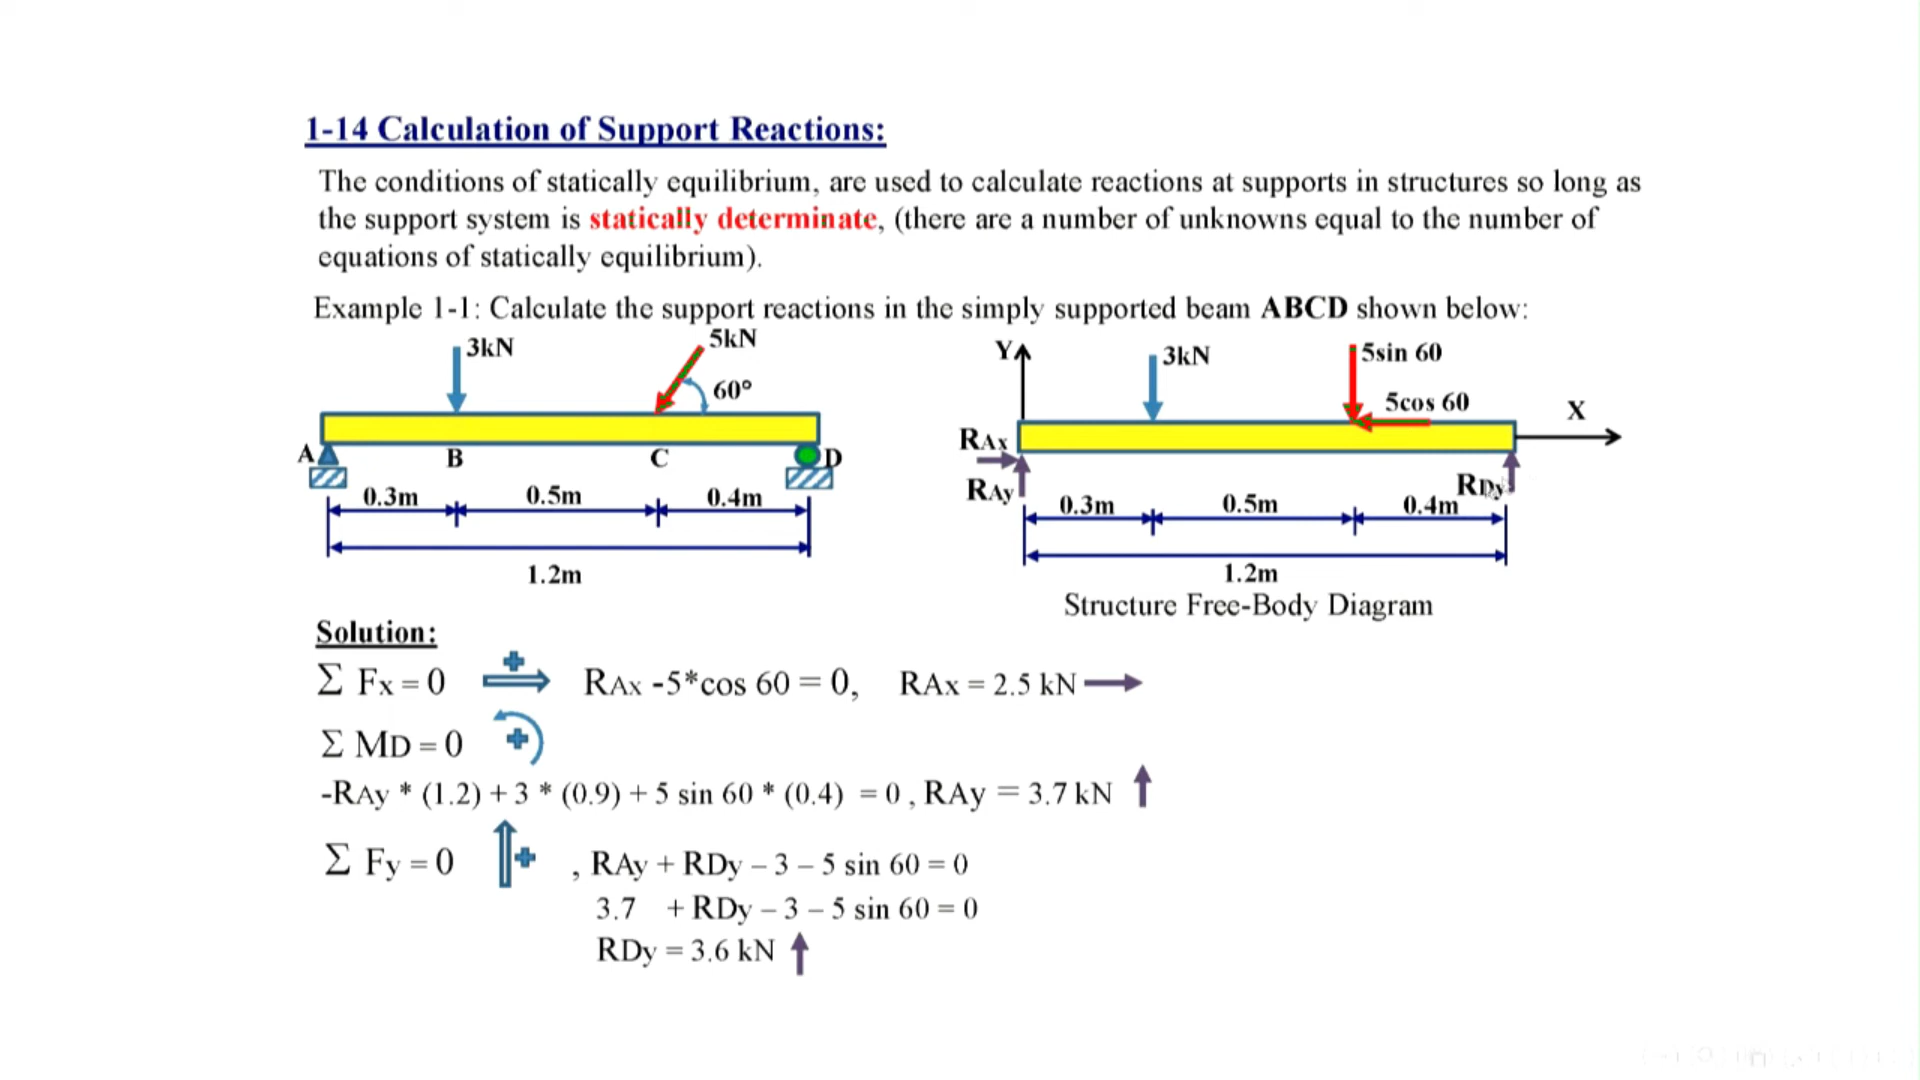 1-14 Calculation of Support Reactions:
The conditions of statically equilibrium, are used to calculate reactions at supports in structures so long as
the support system is statically determinate, (there are a number of unknowns equal to the number of
equations of statically equilibrium).
Example 1-1: Calculate the support reactions in the simply supported beam ABCD shown below:
3kN
5kN
60°
A
B
C
D
0.3m
0.5m
0.4m
1.2m
Y
3kN
5sin 60
5cos 60
X
RAx
RAy
RDy
0.3m
0.5m
0.4m
1.2m
Structure Free-Body Diagram
Solution:
∑ Fx = 0 RAx -5*cos 60 = 0, RAx = 2.5 kN
∑ MD = 0
-RAy * (1.2) + 3 * (0.9) + 5 sin 60 * (0.4) = 0 , RAy = 3.7 kN
∑ Fy = 0 , RAy + RDy – 3 – 5 sin 60 = 0
3.7 + RDy – 3 – 5 sin 60 = 0
RDy = 3.6 kN